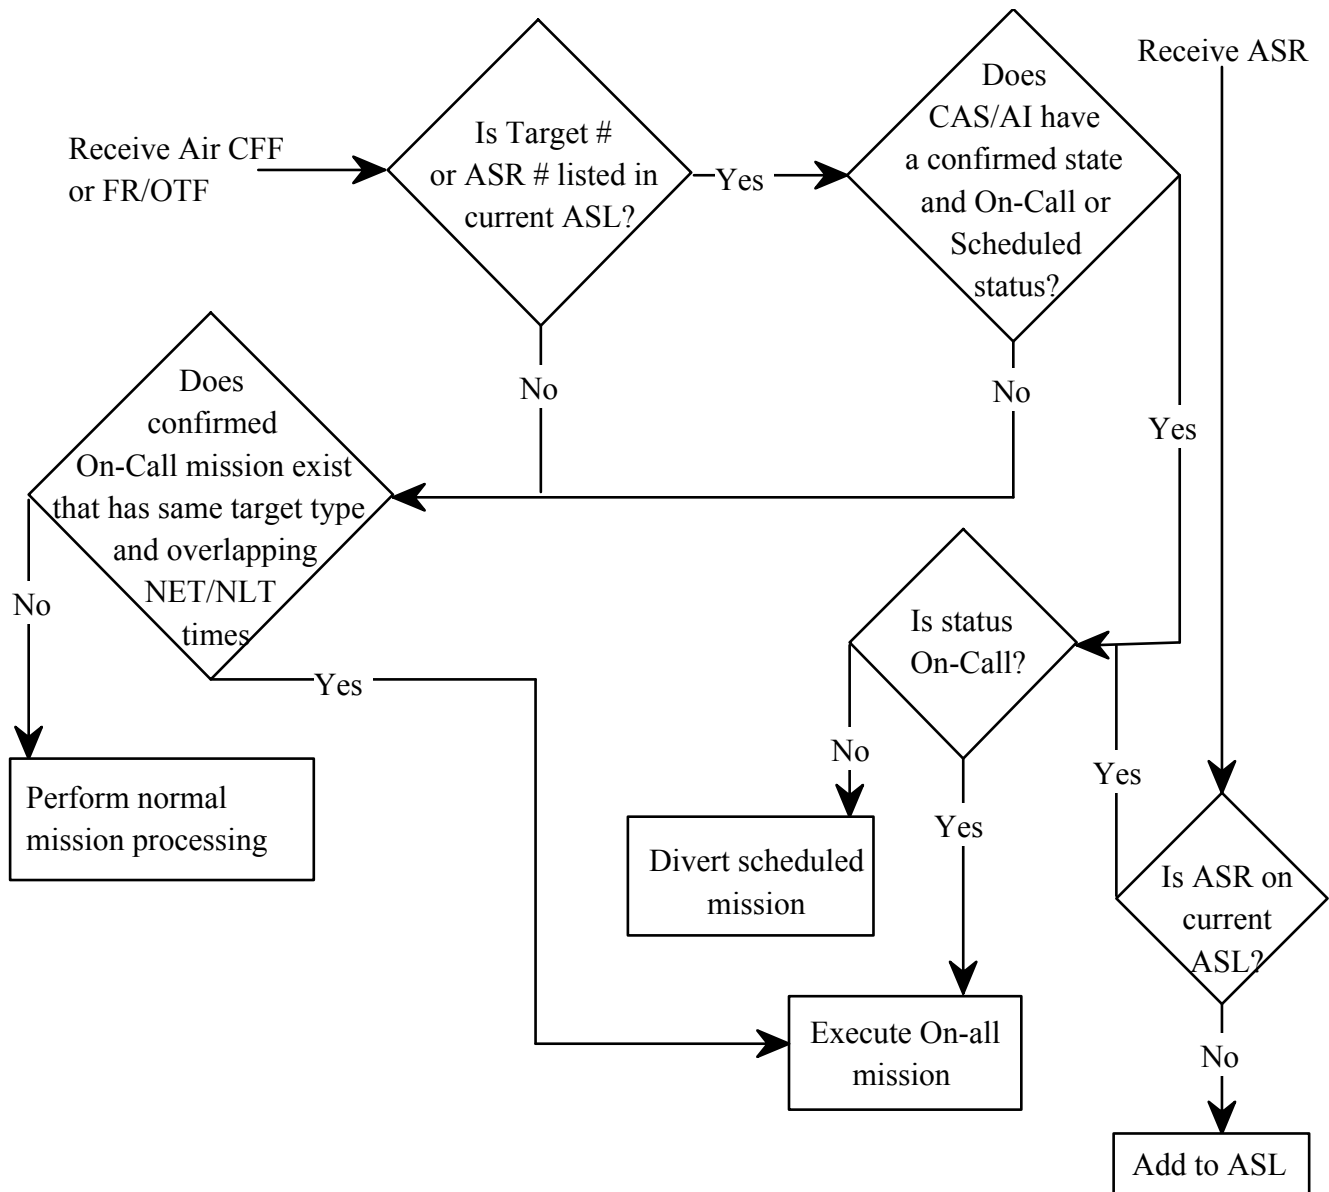 Receive Air CFF
or FR/OTF
Is Target #
or ASR # listed in
current ASL?
Yes
No
Does
CAS/AI have
a confirmed state
and On-Call or
Scheduled
status?
No
Yes
Receive ASR
Does
confirmed
On-Call mission exist
that has same target type
and overlapping
NET/NLT
times
No
Yes
Perform normal
mission processing
Is status
On-Call?
No
Yes
Divert scheduled
mission
Execute On-all
mission
Yes
Is ASR on
current
ASL?
No
Add to ASL